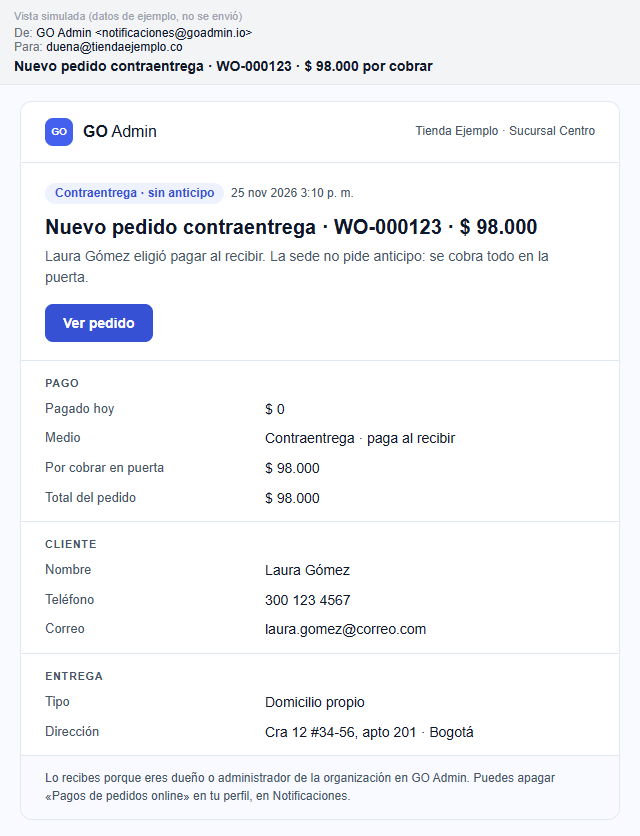 Vista simulada (datos de ejemplo, no se envió)
De: GO Admin <notificaciones@goadmin.io>
Para: duena@tiendaejemplo.co
Nuevo pedido contraentrega · WO-000123 · $ 98.000 por cobrar
GO GO Admin Tienda Ejemplo · Sucursal Centro
Contraentrega · sin anticipo 25 nov 2026 3:10 p. m.
Nuevo pedido contraentrega · WO-000123 · $ 98.000
Laura Gómez eligió pagar al recibir. La sede no pide anticipo: se cobra todo en la
puerta.
Ver pedido
PAGO
Pagado hoy $ 0
Medio Contraentrega · paga al recibir
Por cobrar en puerta $ 98.000
Total del pedido $ 98.000
CLIENTE
Nombre Laura Gómez
Teléfono 300 123 4567
Correo laura.gomez@correo.com
ENTREGA
Tipo Domicilio propio
Dirección Cra 12 #34-56, apto 201 · Bogotá
Lo recibes porque eres dueño o administrador de la organización en GO Admin. Puedes apagar
«Pagos de pedidos online» en tu perfil, en Notificaciones.